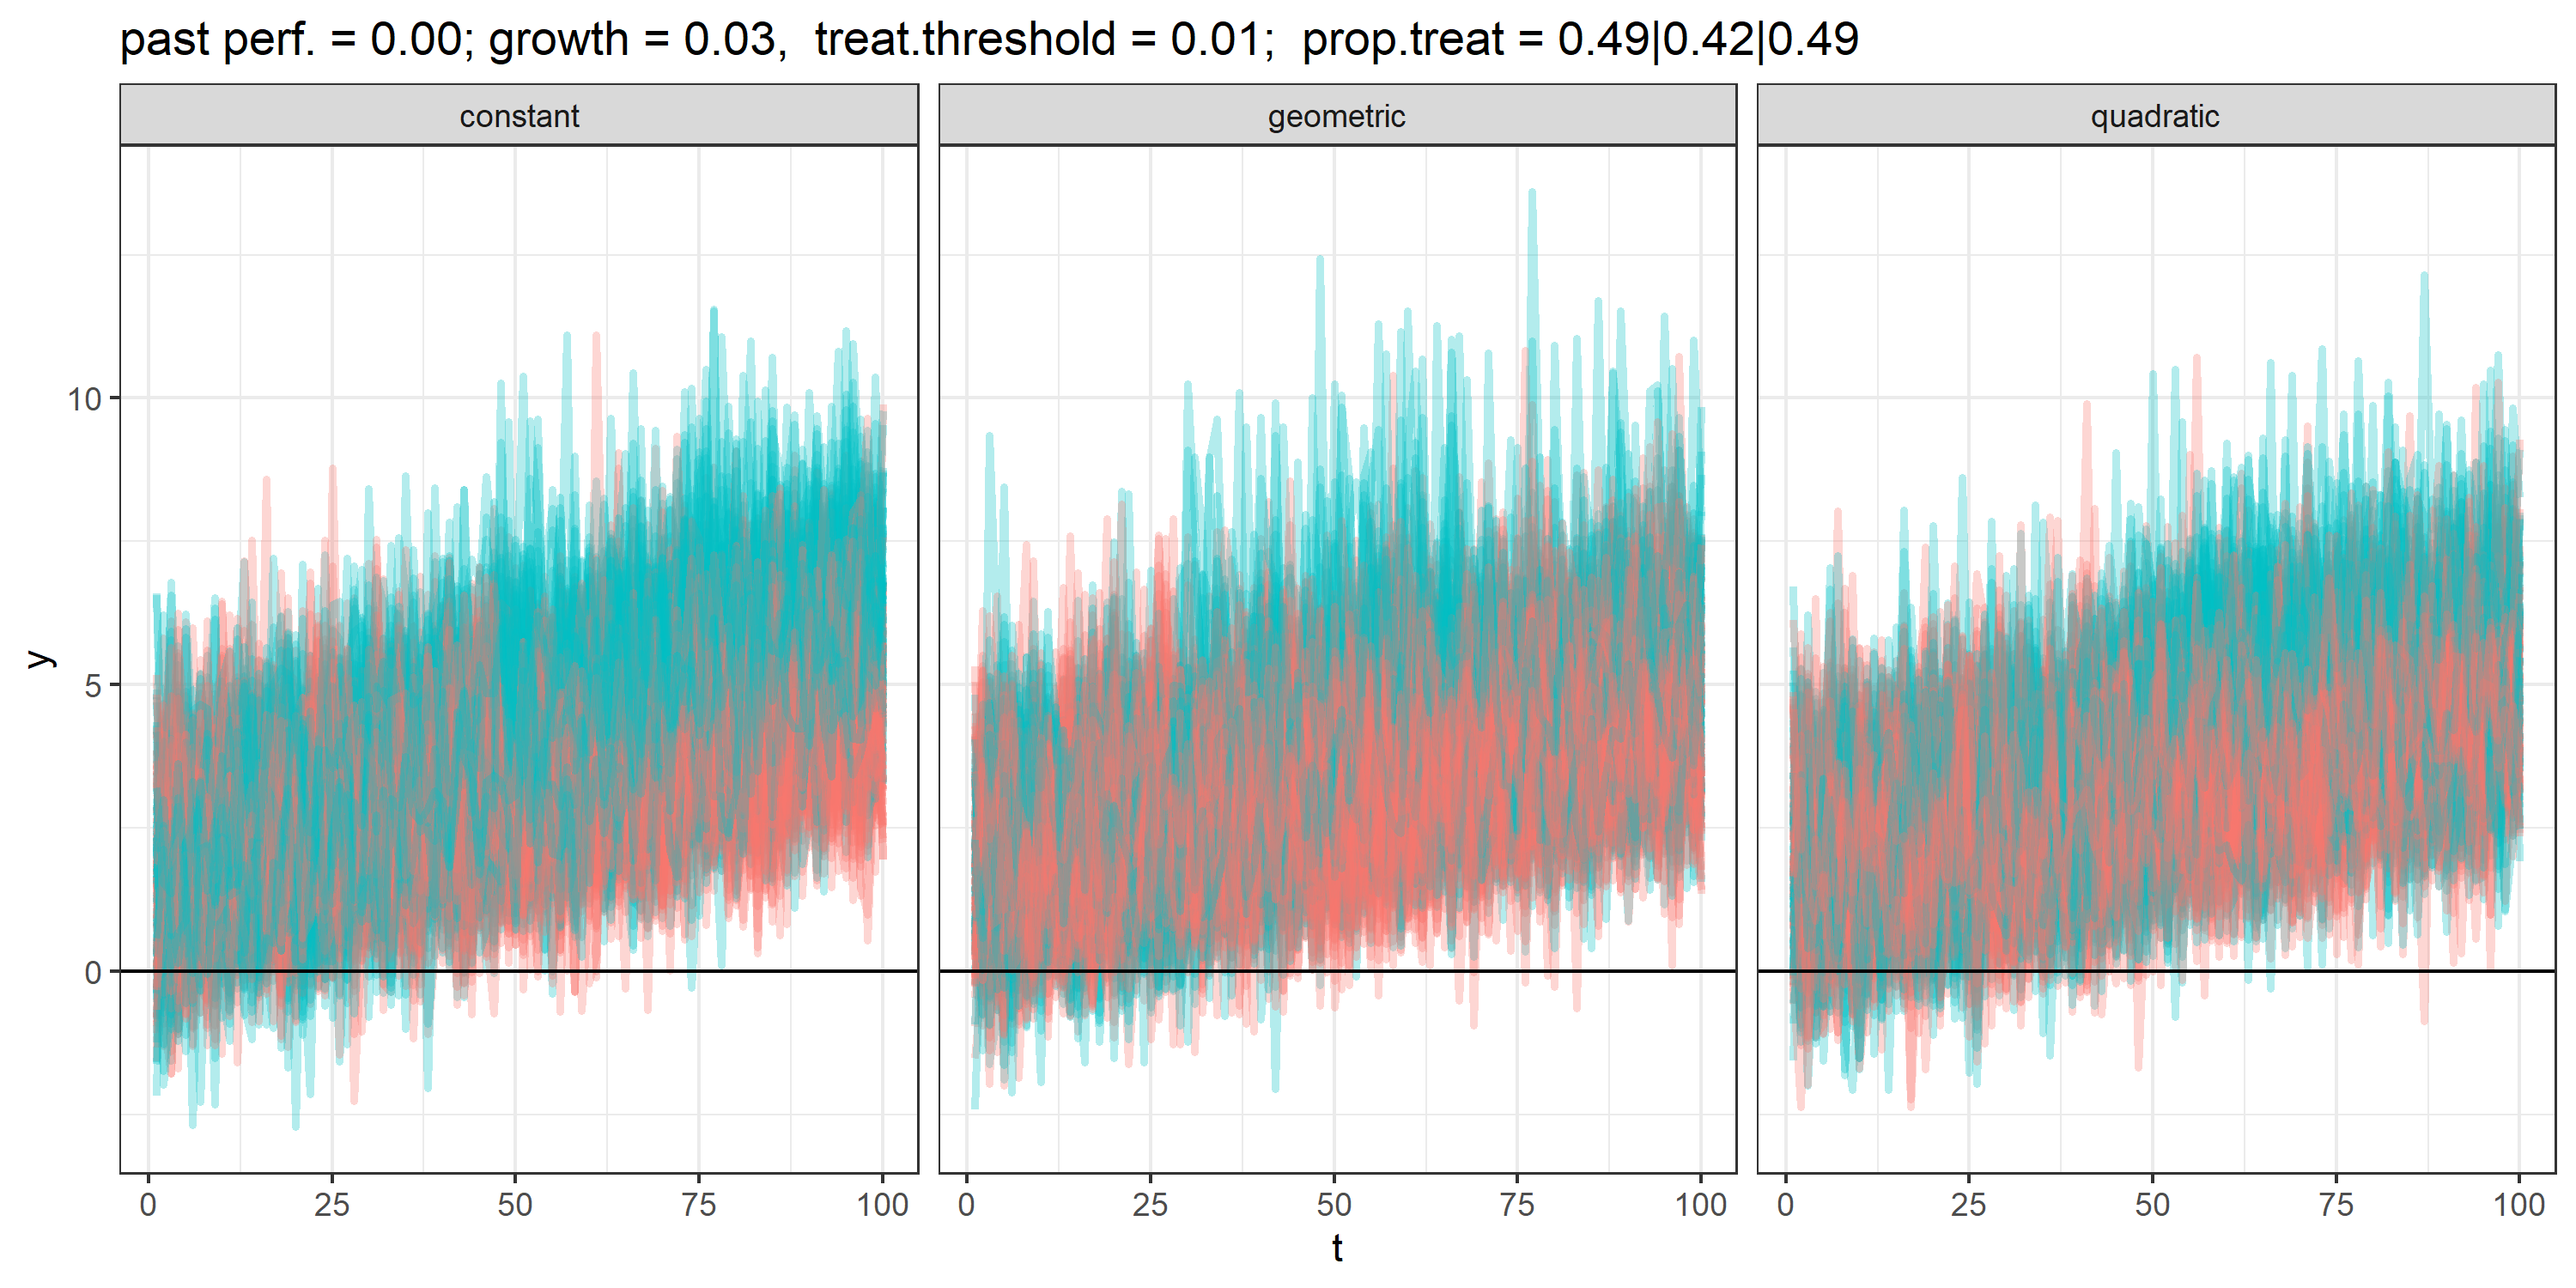 past perf. = 0.00; growth = 0.03,  treat.threshold = 0.01;  prop.treat = 0.49|0.42|0.49
constant geometric quadratic
y
10
5
0
0 25 50 75 100 0 25 50 75 100 0 25 50 75 100
t